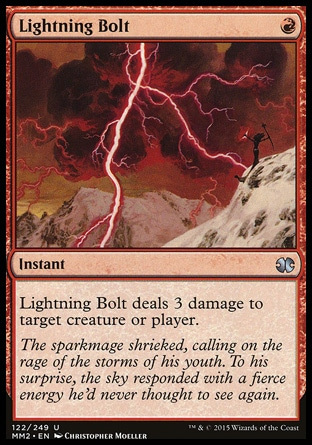 Lightning Bolt
Instant
Lightning Bolt deals 3 damage to
target creature or player.
The sparkmage shrieked, calling on the
rage of the storms of his youth. To his
surprise, the sky responded with a fierce
energy he'd never thought to see again.
122/249 U
MM2 • EN Christopher Moeller
™ & © 2015 Wizards of the Coast